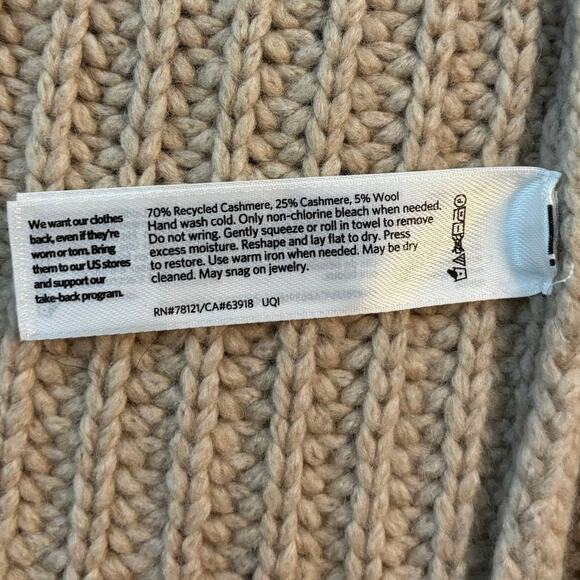 We want our clothes
back, even if they're
worn or torn. Bring
them to our US stores
and support our
take-back program.
70% Recycled Cashmere, 25% Cashmere, 5% Wool
Hand wash cold. Only non-chlorine bleach when needed.
Do not wring. Gently squeeze or roll in towel to remove
excess moisture. Reshape and lay flat to dry. Press
to restore. Use warm iron when needed. May be dry
cleaned. May snag on jewelry.
RN#78121/CA#63918 UQI